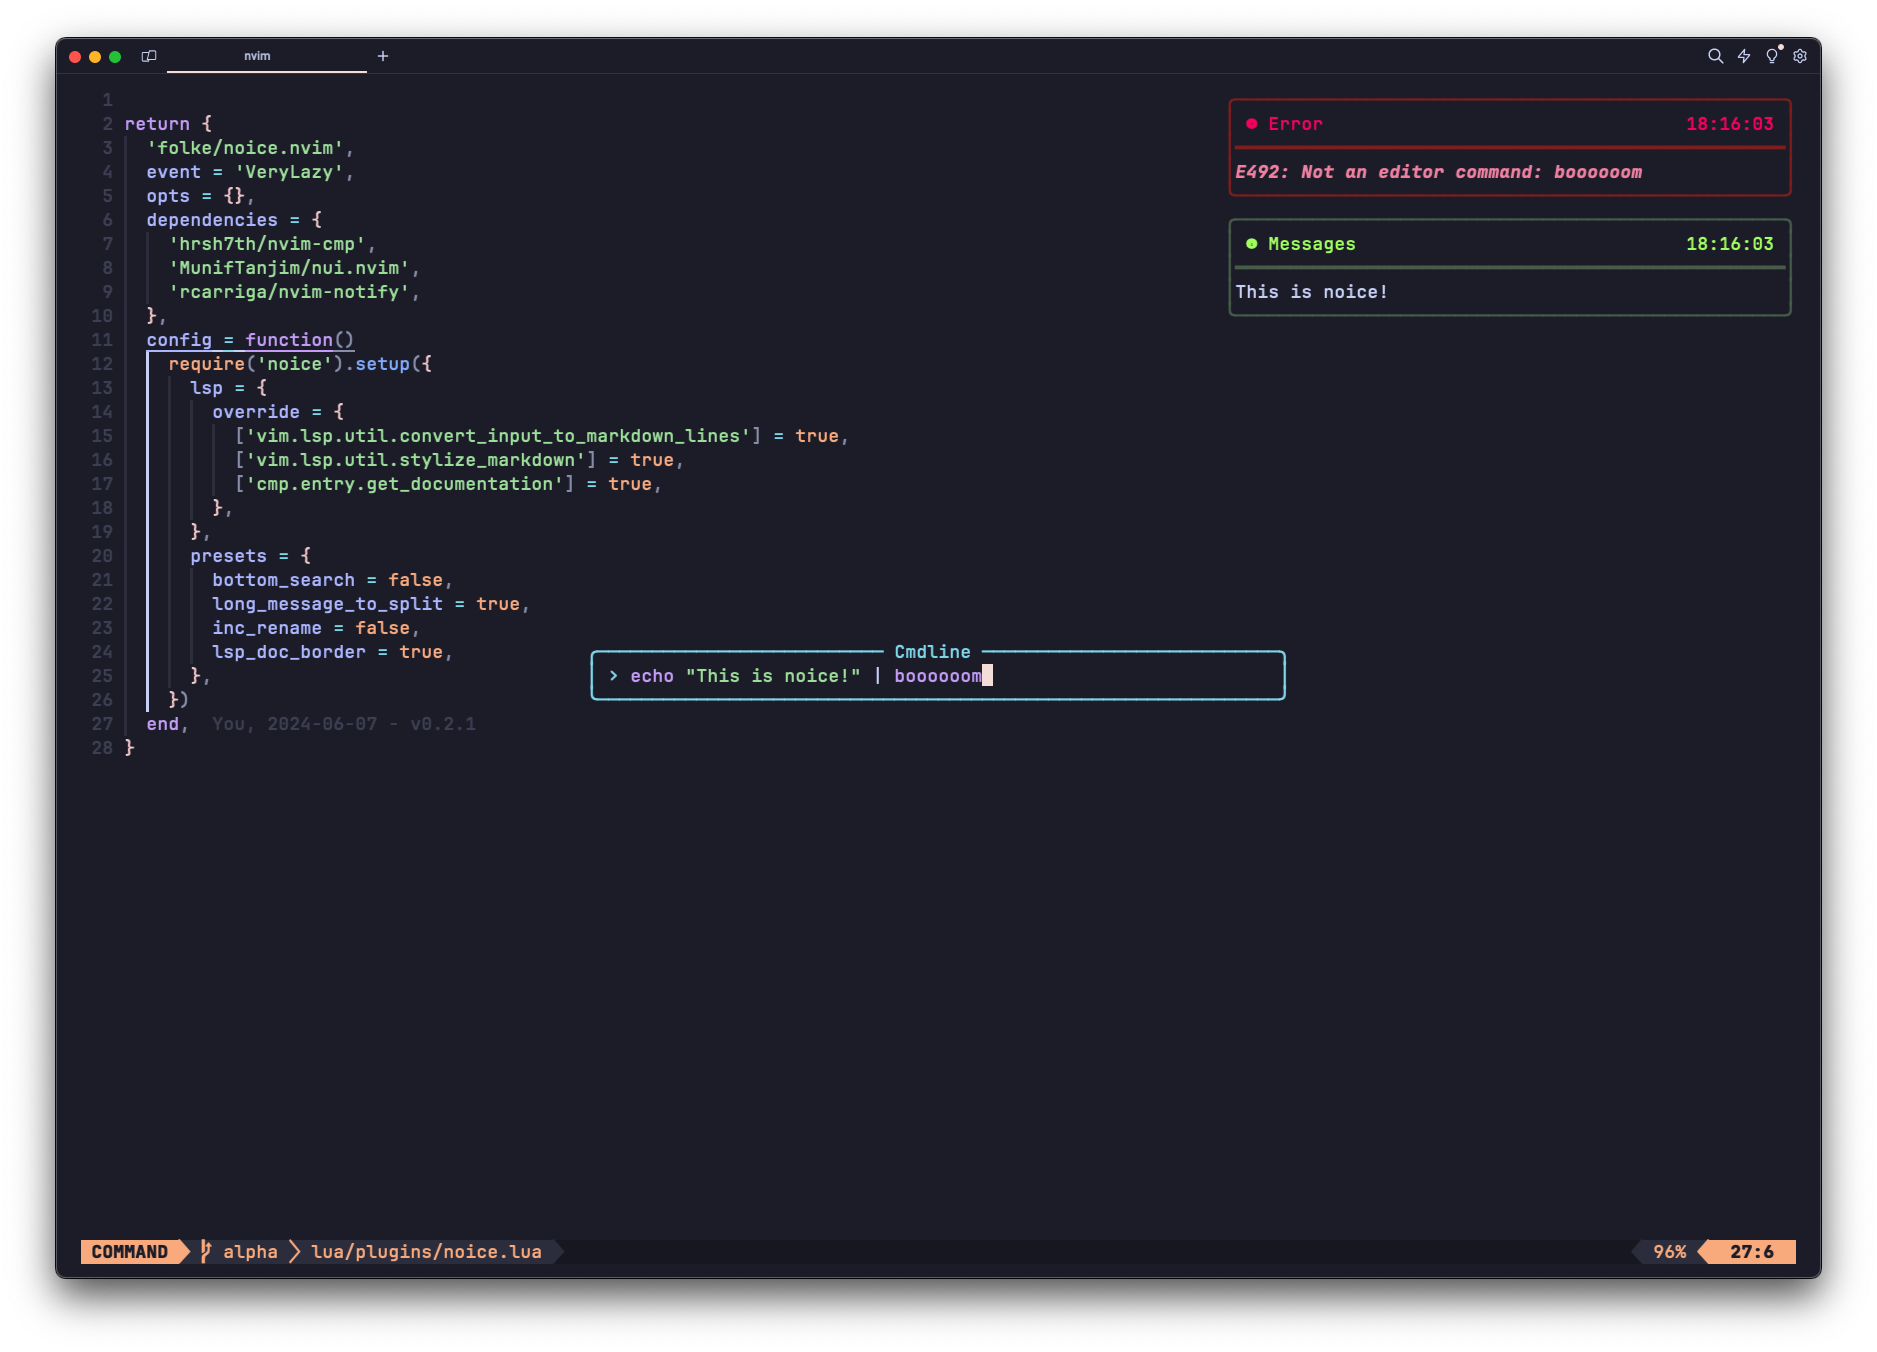 nvim
1
2 return {
3   'folke/noice.nvim',
4   event = 'VeryLazy',
5   opts = {},
6   dependencies = {
7     'hrsh7th/nvim-cmp',
8     'MunifTanjim/nui.nvim',
9     'rcarriga/nvim-notify',
10   },
11   config = function()
12     require('noice').setup({
13       lsp = {
14         override = {
15           ['vim.lsp.util.convert_input_to_markdown_lines'] = true,
16           ['vim.lsp.util.stylize_markdown'] = true,
17           ['cmp.entry.get_documentation'] = true,
18         },
19       },
20       presets = {
21         bottom_search = false,
22         long_message_to_split = true,
23         inc_rename = false,
24         lsp_doc_border = true,
25       },
26     })
27   end,  You, 2024-06-07 - v0.2.1
28 }
Error 18:16:03
E492: Not an editor command: boooooom
Messages 18:16:03
This is noice!
Cmdline
> echo "This is noice!" | boooooom
COMMAND alpha lua/plugins/noice.lua 96% 27:6